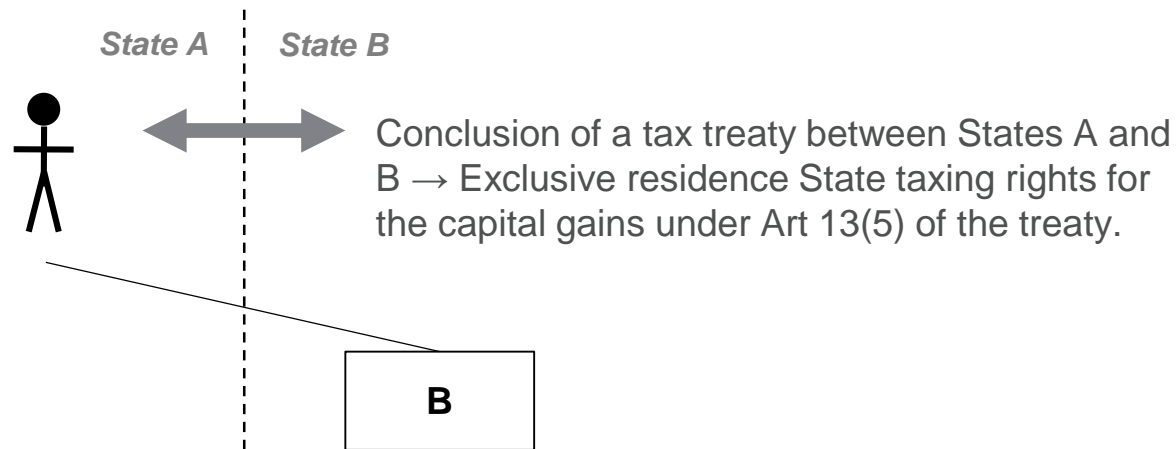 State A
State B
Conclusion of a tax treaty between States A and
B → Exclusive residence State taxing rights for
the capital gains under Art 13(5) of the treaty.
B